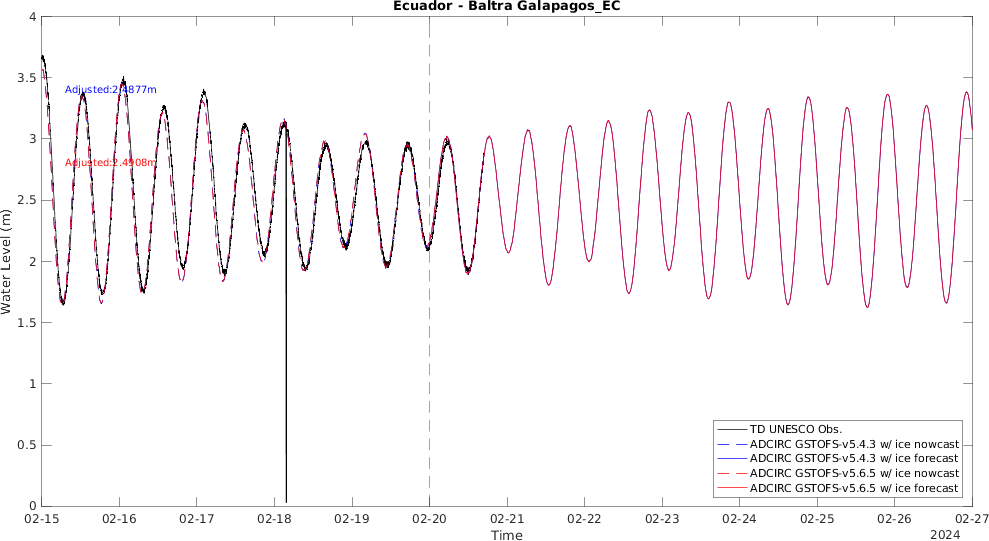 Ecuador - Baltra Galapagos_EC
4
3.5
3
2.5
2
1.5
1
0.5
0
Water Level (m)
Adjusted:2.4877m
Adjusted:2.4908m
TD UNESCO Obs.
ADCIRC GSTOFS-v5.4.3 w/ ice nowcast
ADCIRC GSTOFS-v5.4.3 w/ ice forecast
ADCIRC GSTOFS-v5.6.5 w/ ice nowcast
ADCIRC GSTOFS-v5.6.5 w/ ice forecast
02-15 02-16 02-17 02-18 02-19 02-20 02-21 02-22 02-23 02-24 02-25 02-26 02-27
Time
2024